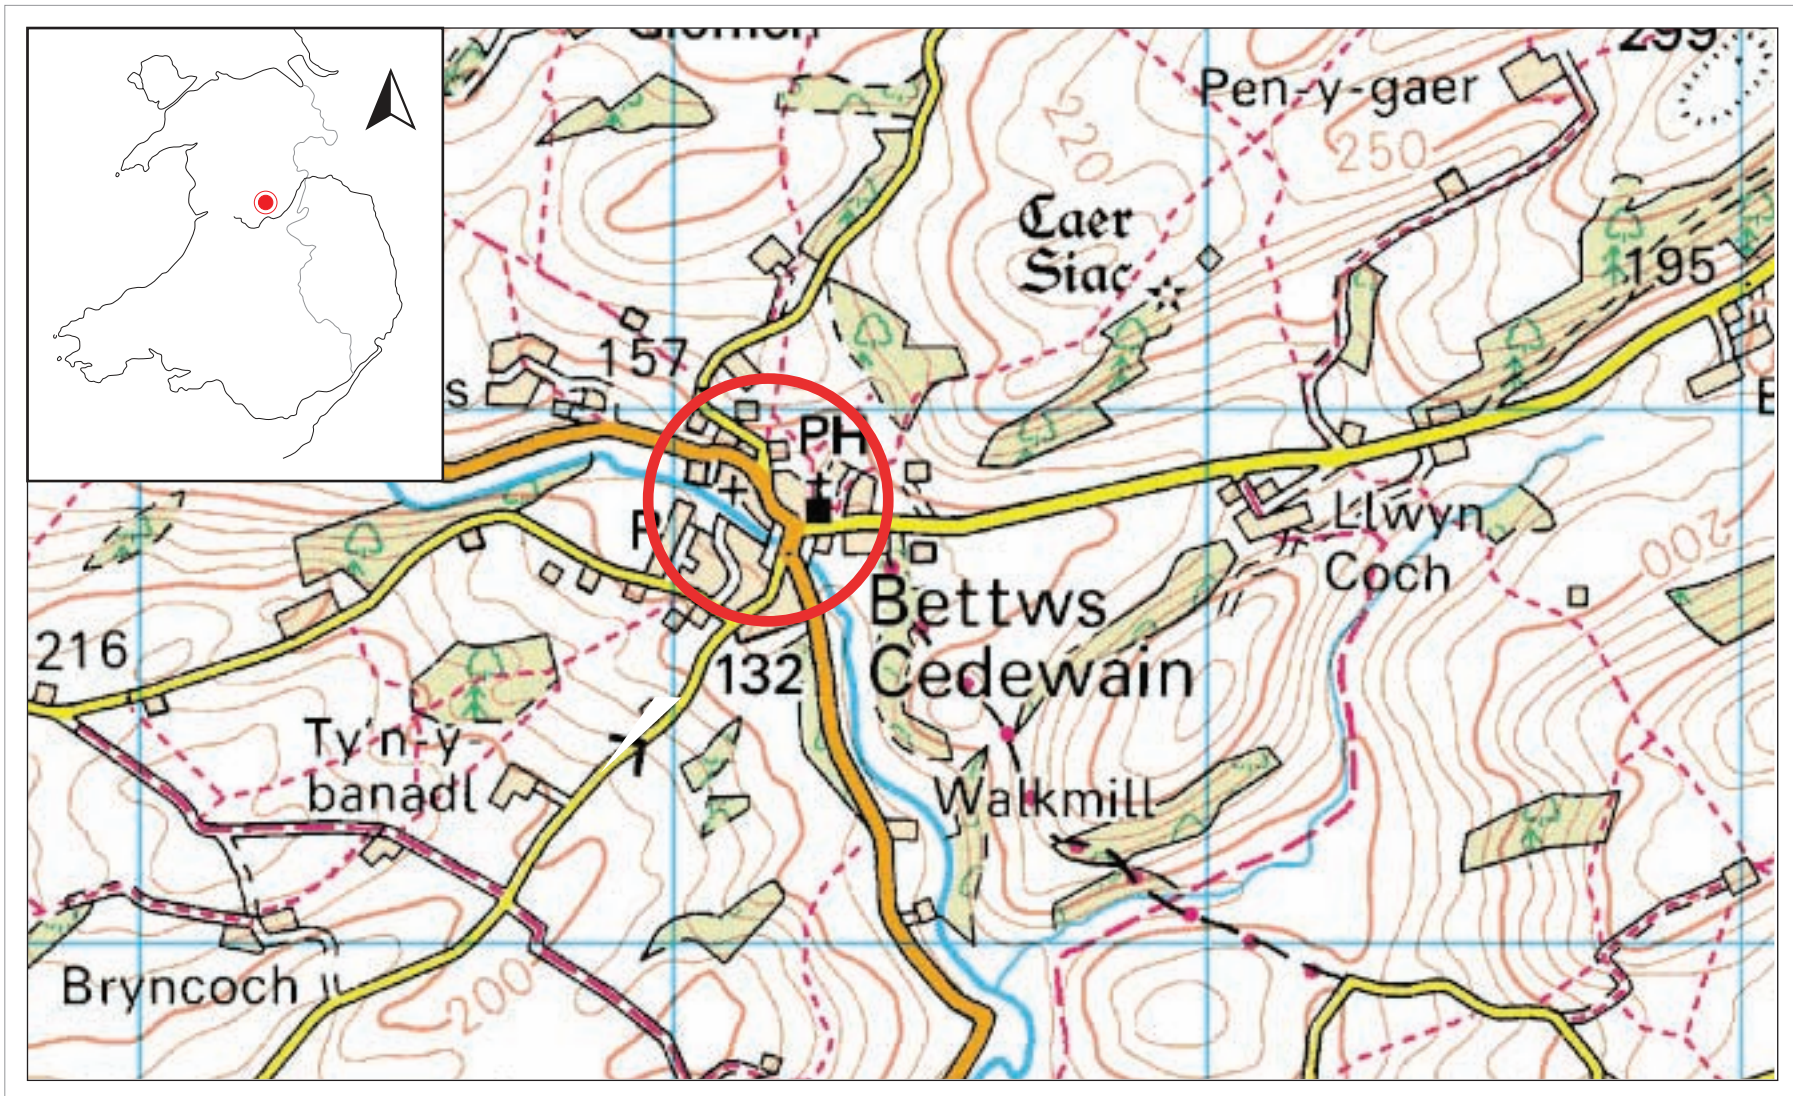 299
Pen-y-gaer
220
250
Caer
Siac
195
157
s
PH
P
Llwyn
Coch
200
Bettws
Cedewain
216
132
Ty'n-y-
banadl
Walkmill
Bryncoch
200